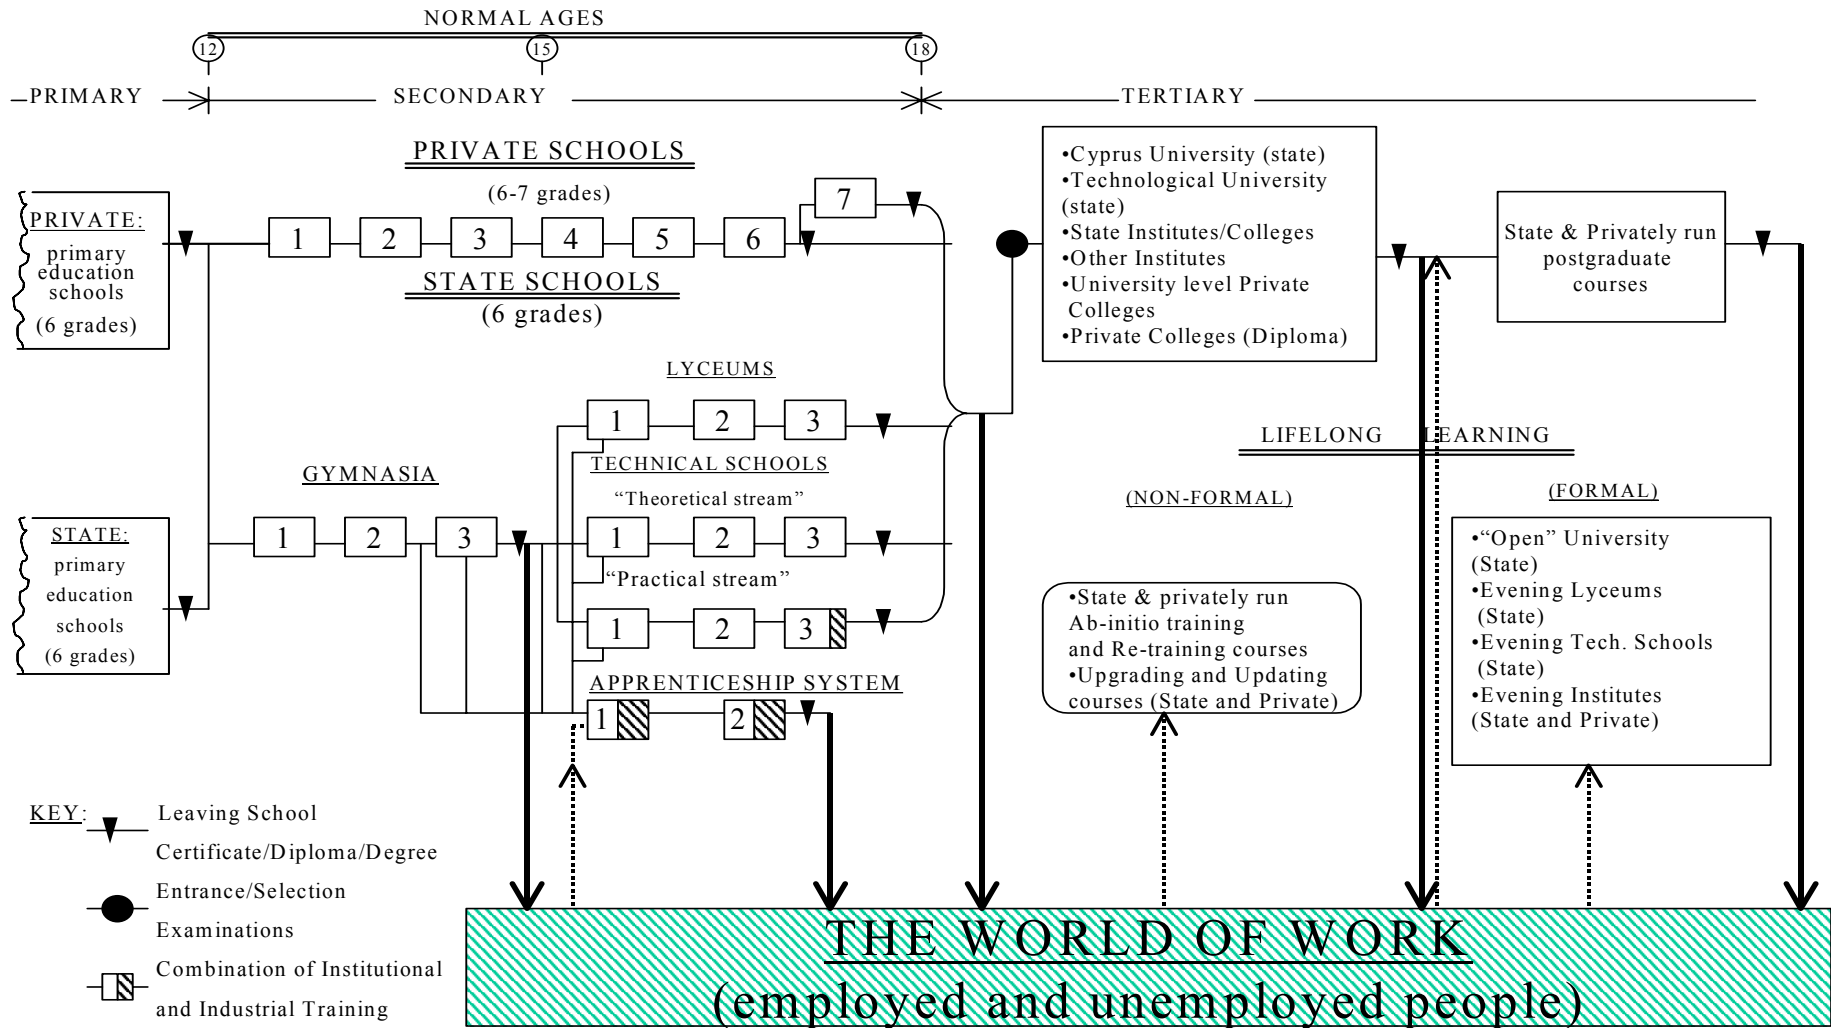 NORMAL AGES
12
15
18
PRIMARY
SECONDARY
TERTIARY
PRIVATE SCHOOLS
(6-7 grades)
PRIVATE:
primary
education
schools
(6 grades)
1
2
3
4
5
6
7
STATE SCHOOLS
(6 grades)
•Cyprus University (state)
•Technological University
(state)
•State Institutes/Colleges
•Other Institutes
•University level Private
Colleges
•Private Colleges (Diploma)
State & Privately run
postgraduate
courses
LYCEUMS
1
2
3
TECHNICAL SCHOOLS
“Theoretical stream”
GYMNASIA
STATE:
primary
education
schools
(6 grades)
1
2
3
1
2
3
“Practical stream”
1
2
3
APPRENTICESHIP SYSTEM
1
2
LIFELONG LEARNING
(NON-FORMAL)
•State & privately run
Ab-initio training
and Re-training courses
•Upgrading and Updating
courses (State and Private)
(FORMAL)
•“Open” University
(State)
•Evening Lyceums
(State)
•Evening Tech. Schools
(State)
•Evening Institutes
(State and Private)
KEY:
Leaving School
Certificate/Diploma/Degree
Entrance/Selection
Examinations
Combination of Institutional
and Industrial Training
THE WORLD OF WORK
(employed and unemployed people)